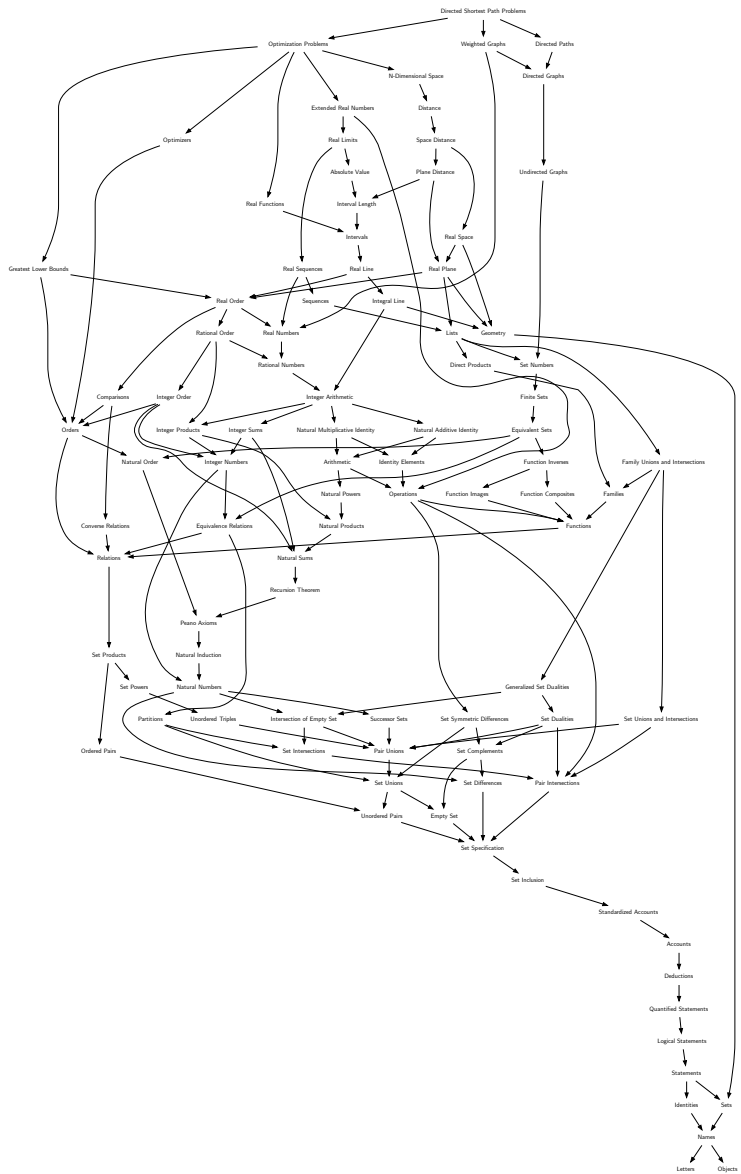 Directed Shortest Path Problems
Optimization Problems
Weighted Graphs
Directed Paths
N-Dimensional Space
Directed Graphs
Extended Real Numbers
Distance
Optimizers
Real Limits
Space Distance
Absolute Value
Plane Distance
Undirected Graphs
Real Functions
Interval Length
Intervals
Real Space
Greatest Lower Bounds
Real Sequences
Real Line
Real Plane
Real Order
Sequences
Integral Line
Rational Order
Real Numbers
Lists
Geometry
Rational Numbers
Direct Products
Set Numbers
Comparisons
Integer Order
Integer Arithmetic
Finite Sets
Orders
Integer Products
Integer Sums
Natural Multiplicative Identity
Natural Additive Identity
Equivalent Sets
Natural Order
Integer Numbers
Arithmetic
Identity Elements
Function Inverses
Family Unions and Intersections
Natural Powers
Operations
Function Images
Function Composites
Families
Converse Relations
Equivalence Relations
Natural Products
Functions
Relations
Natural Sums
Recursion Theorem
Peano Axioms
Set Products
Natural Induction
Set Powers
Natural Numbers
Generalized Set Dualities
Partitions
Unordered Triples
Intersection of Empty Set
Successor Sets
Set Symmetric Differences
Set Dualities
Set Unions and Intersections
Ordered Pairs
Set Intersections
Pair Unions
Set Complements
Set Unions
Set Differences
Pair Intersections
Unordered Pairs
Empty Set
Set Specification
Set Inclusion
Standardized Accounts
Accounts
Deductions
Quantified Statements
Logical Statements
Statements
Identities
Sets
Names
Letters
Objects